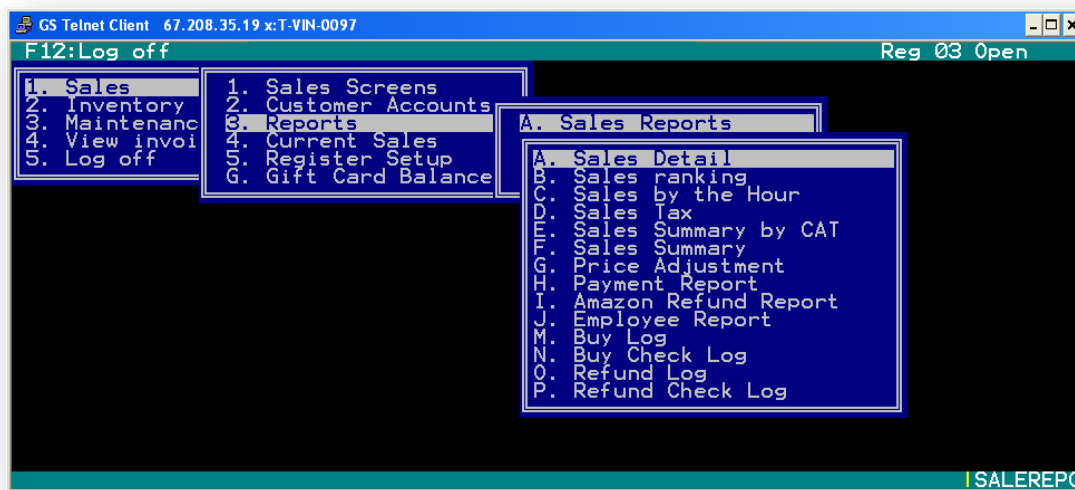 GS Telnet Client 67.208.35.19 x:T-VIN-0097
F12:Log off
Reg 03 Open
1. Sales
2. Inventory
3. Maintenanc
4. View invoi
5. Log off
1. Sales Screens
2. Customer Accounts
3. Reports
4. Current Sales
5. Register Setup
G. Gift Card Balance
A. Sales Reports
A. Sales Detail
B. Sales ranking
C. Sales by the Hour
D. Sales Tax
E. Sales Summary by CAT
F. Sales Summary
G. Price Adjustment
H. Payment Report
I. Amazon Refund Report
J. Employee Report
M. Buy Log
N. Buy Check Log
O. Refund Log
P. Refund Check Log
SALEREPO